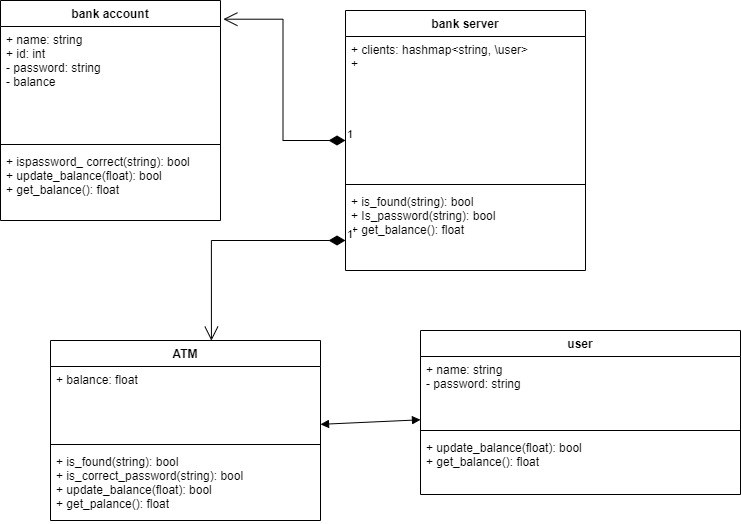 bank account
+ name: string
+ id: int
- password: string
- balance
+ ispassword_ correct(string): bool
+ update_balance(float): bool
+ get_balance(): float
bank server
+ clients: hashmap<string, \user>
+
1
+ is_found(string): bool
+ Is_password(string): bool
+ get_balance(): float
1
ATM
+ balance: float
+ is_found(string): bool
+ is_correct_password(string): bool
+ update_balance(float): bool
+ get_palance(): float
user
+ name: string
- password: string
+ update_balance(float): bool
+ get_balance(): float